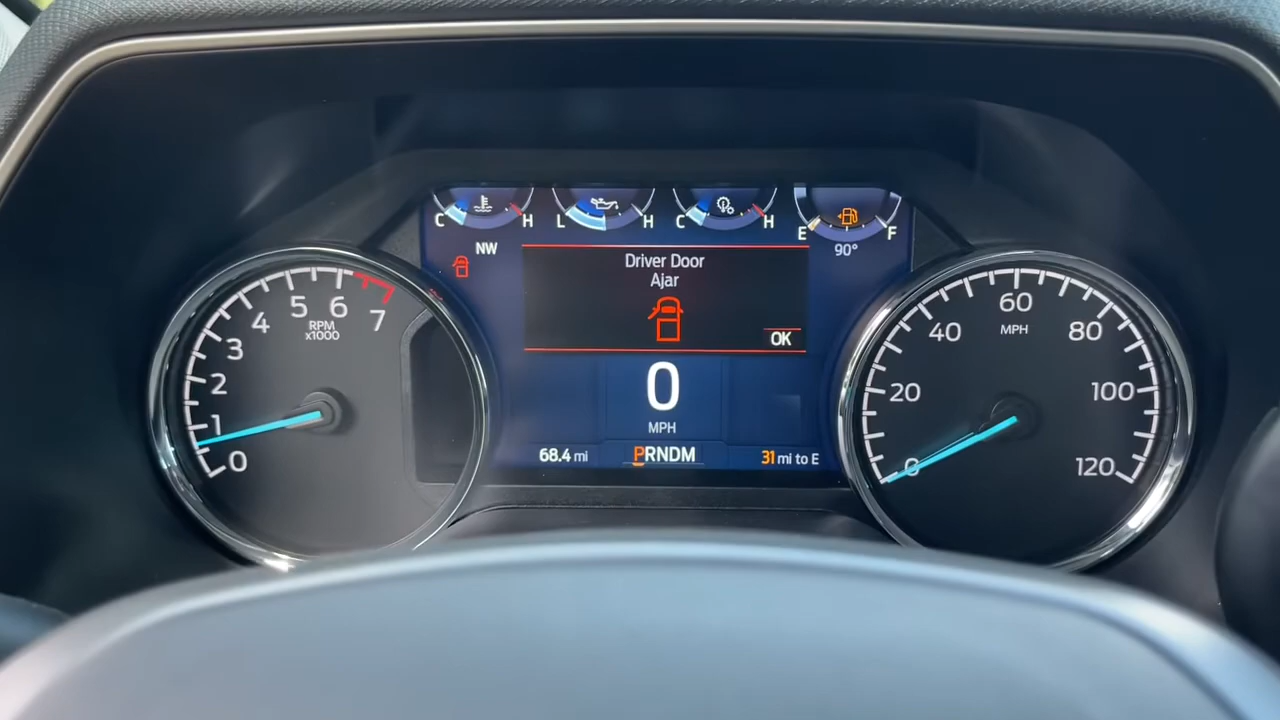 C H L H C H E F
NW
90°
Driver Door
Ajar
OK
0
MPH
68.4 mi
PRNDM
31 mi to E
0 1 2 3 4 5 6 7
RPM
x1000
0 20 40 60 80 100 120
MPH